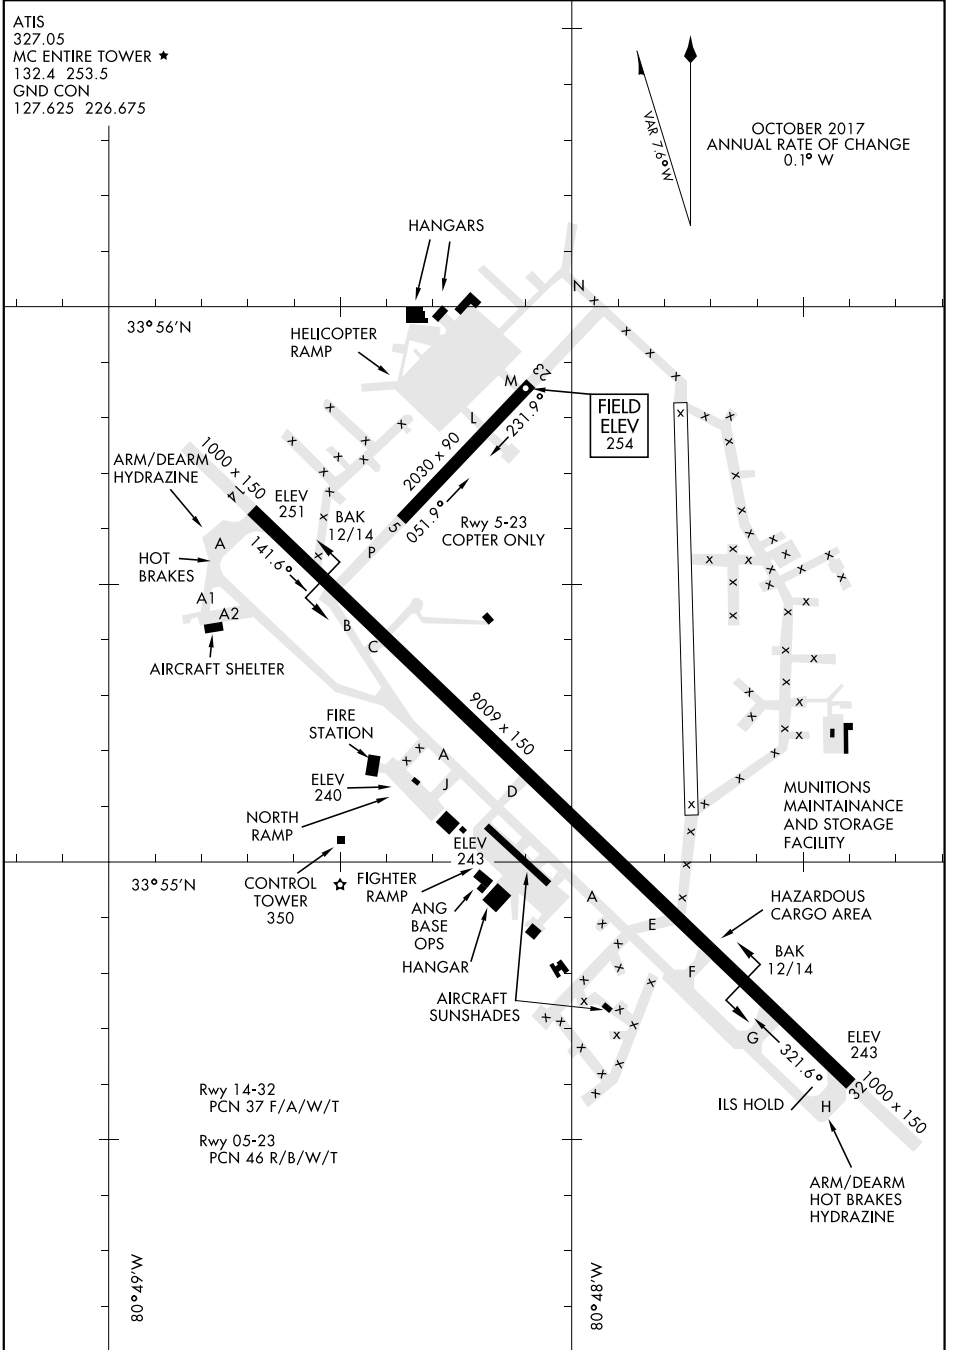 ATIS
327.05
MC ENTIRE TOWER ★
132.4 253.5
GND CON
127.625 226.675
VAR 7.6°W
OCTOBER 2017
ANNUAL RATE OF CHANGE
0.1° W
HANGARS
N
33°56'N
HELICOPTER
RAMP
M
23
FIELD
ELEV
254
L
231.9°
2030 x 90
051.9°
5
Rwy 5-23
COPTER ONLY
1000 x 150
ARM/DEARM
HYDRAZINE
14
ELEV
251
BAK
12/14
P
A
141.6°
HOT
BRAKES
A1
A2
B
C
AIRCRAFT SHELTER
9009 x 150
FIRE
STATION
A
ELEV
240
J
D
NORTH
RAMP
MUNITIONS
MAINTAINANCE
AND STORAGE
FACILITY
ELEV
243
33°55'N
CONTROL
TOWER
350
FIGHTER
RAMP
ANG
BASE
OPS
HANGAR
A
E
HAZARDOUS
CARGO AREA
BAK
12/14
F
AIRCRAFT
SUNSHADES
G
321.6°
ELEV
243
32
1000 x 150
ILS HOLD
H
Rwy 14-32
PCN 37 F/A/W/T
Rwy 05-23
PCN 46 R/B/W/T
ARM/DEARM
HOT BRAKES
HYDRAZINE
80°49'W
80°48'W